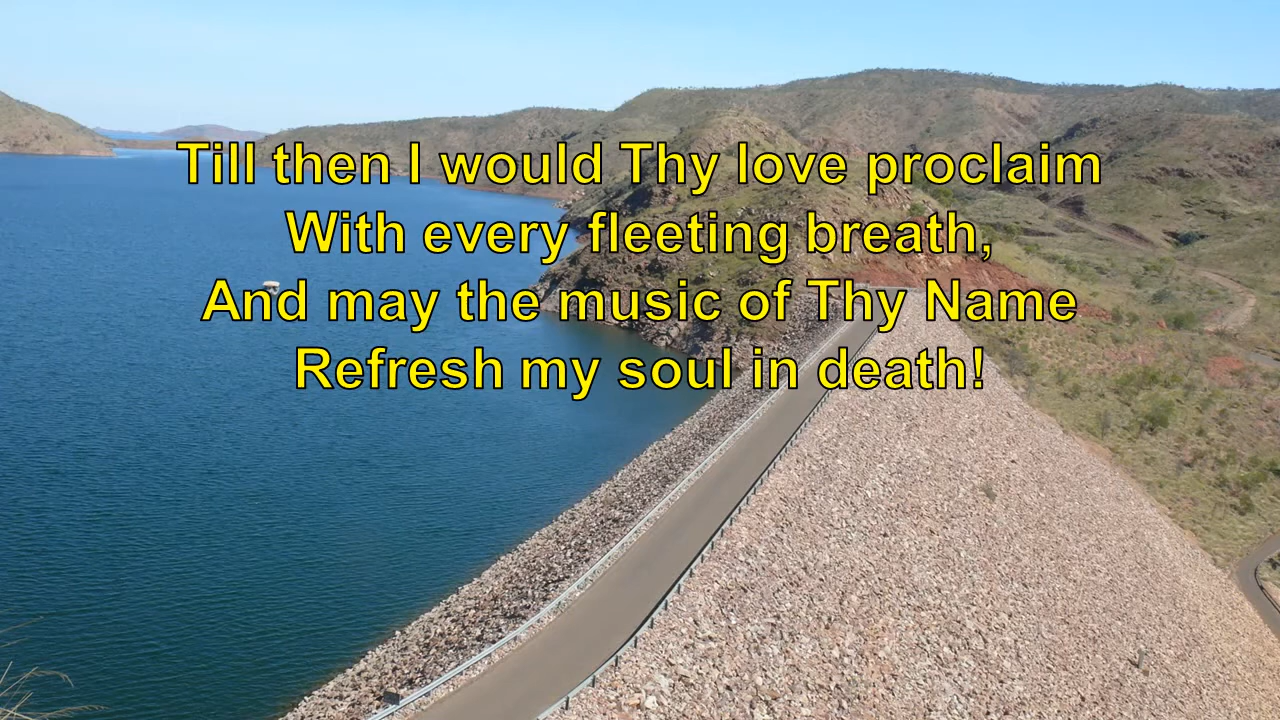 Till then I would Thy love proclaim
With every fleeting breath,
And may the music of Thy Name
Refresh my soul in death!